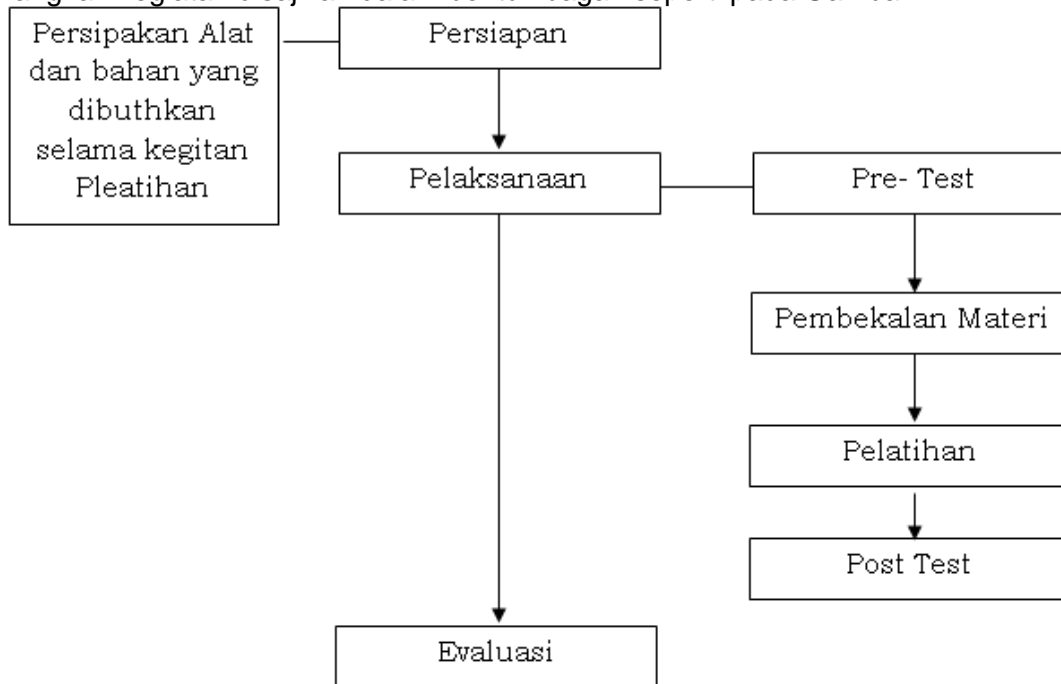 Persipakan Alat
dan bahan yang
dibuthkan
selama kegitan
Pleatihan
Persiapan
Pelaksanaan
Pre- Test
Pembekalan Materi
Pelatihan
Post Test
Evaluasi